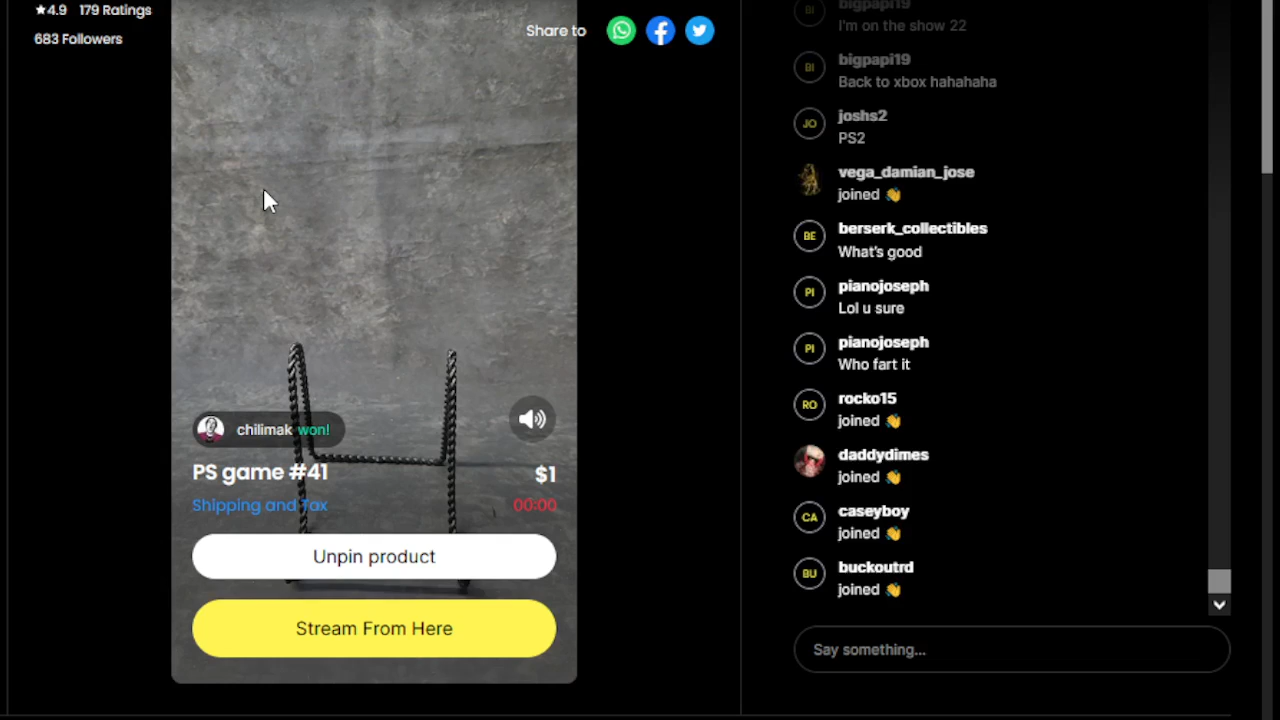 ★4.9 179 Ratings
683 Followers
Share to
chilimak won!
PS game #41
$1
Shipping and Tax
00:00
Unpin product
Stream From Here
bigpapi19
I'm on the show 22
BI
bigpapi19
Back to xbox hahahaha
JO
joshs2
PS2
vega_damian_jose
joined 👏
BE
berserk_collectibles
What's good
PI
pianojoseph
Lol u sure
PI
pianojoseph
Who fart it
RO
rocko15
joined 👏
daddydimes
joined 👏
CA
caseyboy
joined 👏
BU
buckoutrd
joined 👏
Say something...